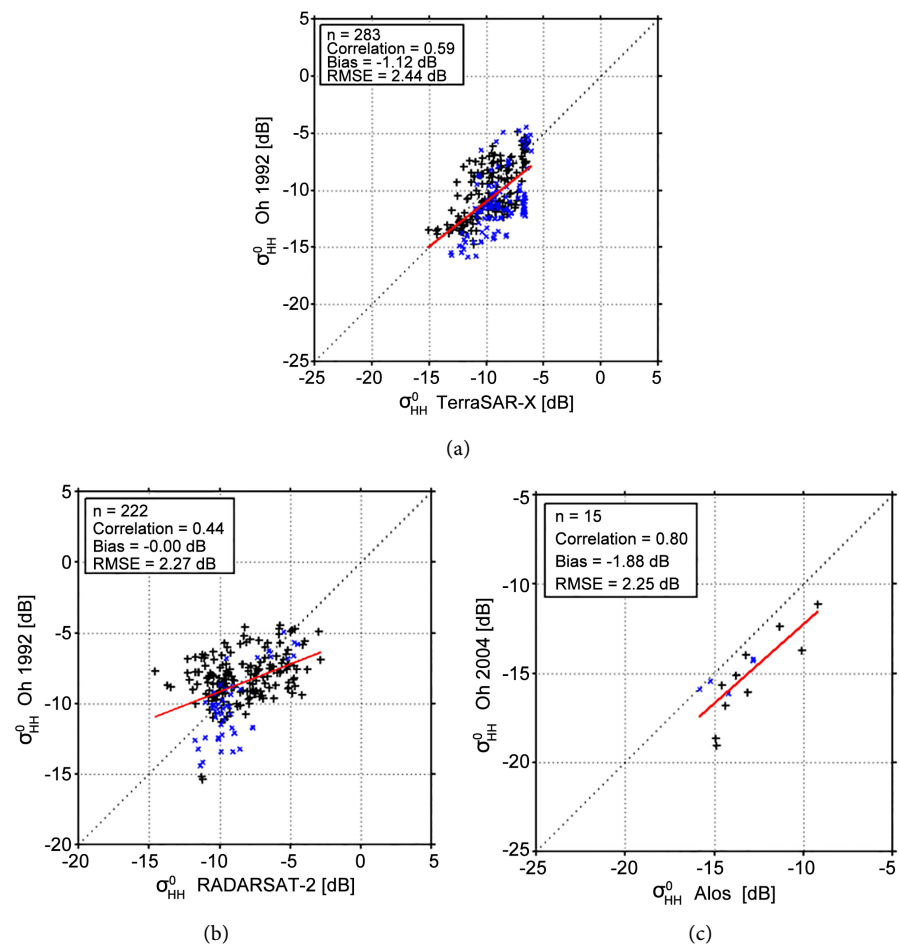 n = 283
Correlation = 0.59
Bias = -1.12 dB
RMSE = 2.44 dB
5
0
-5
-10
-15
-20
-25
σ⁰HH Oh 1992 [dB]
-25 -20 -15 -10 -5 0 5
σ⁰HH TerraSAR-X [dB]
(a)
n = 222
Correlation = 0.44
Bias = -0.00 dB
RMSE = 2.27 dB
5
0
-5
-10
-15
-20
σ⁰HH Oh 1992 [dB]
-20 -15 -10 -5 0 5
σ⁰HH RADARSAT-2 [dB]
(b)
n = 15
Correlation = 0.80
Bias = -1.88 dB
RMSE = 2.25 dB
-5
-10
-15
-20
-25
σ⁰HH Oh 2004 [dB]
-25 -20 -15 -10 -5
σ⁰HH Alos [dB]
(c)